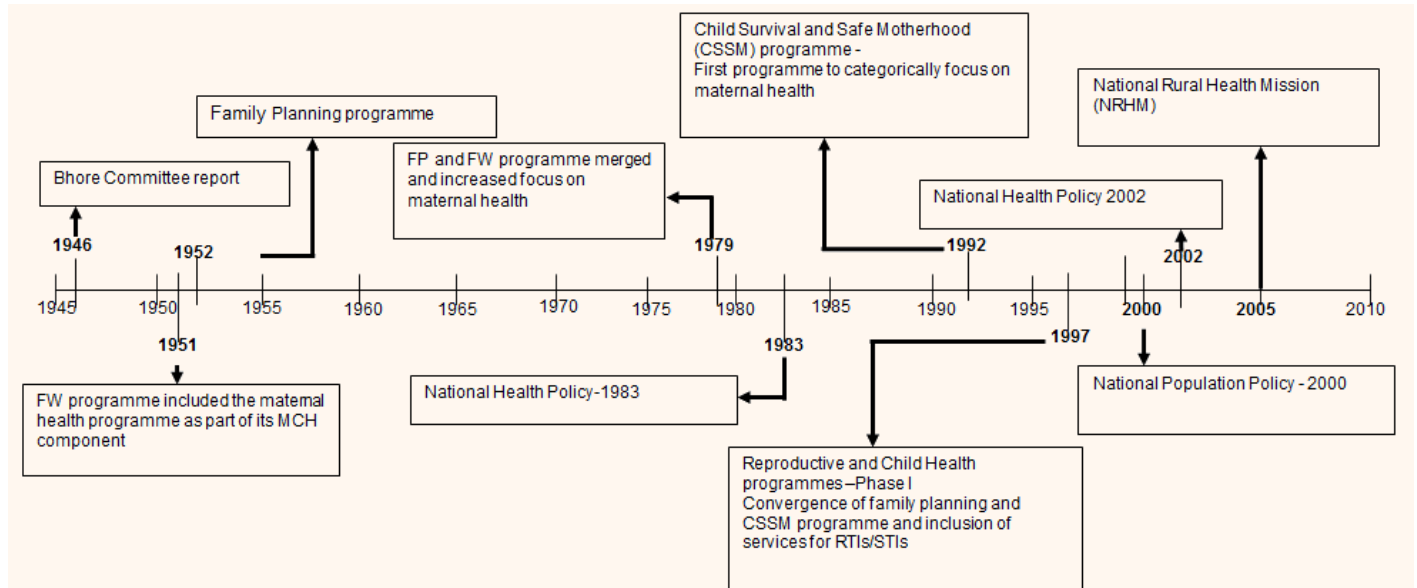 Child Survival and Safe Motherhood
(CSSM) programme -
First programme to categorically focus on
maternal health
National Rural Health Mission
(NRHM)
Family Planning programme
FP and FW programme merged
and increased focus on
maternal health
Bhore Committee report
National Health Policy 2002
1946
1952
1979
1992
2002
1945
1950
1955
1960
1965
1970
1975
1980
1985
1990
1995
2000
2005
2010
1951
1983
1997
FW programme included the maternal
health programme as part of its MCH
component
National Health Policy-1983
National Population Policy - 2000
Reproductive and Child Health
programmes –Phase I
Convergence of family planning and
CSSM programme and inclusion of
services for RTIs/STIs